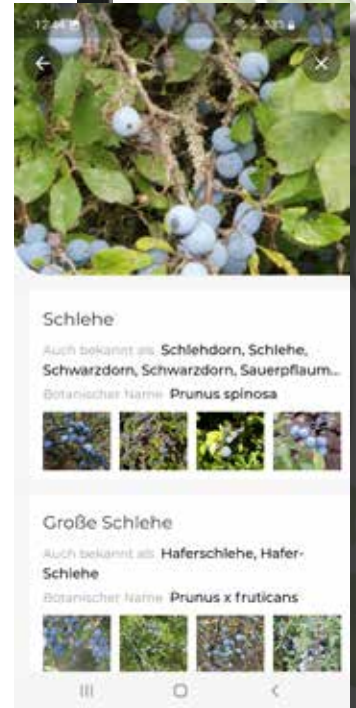 Schlehe
Auch bekannt als Schlehdorn, Schlehe,
Schwarzdorn, Schwarzdorn, Sauerpflaum...
Botanischer Name Prunus spinosa
Große Schlehe
Auch bekannt als Haferschlehe, Hafer-
Schlehe
Botanischer Name Prunus x fruticans